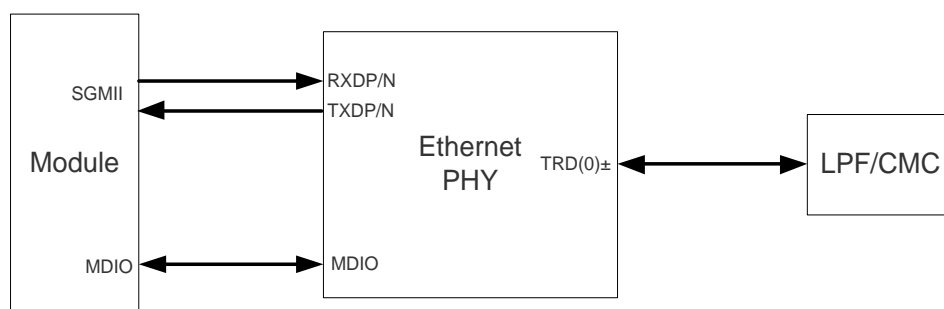 SGMII
Module
MDIO
RXDP/N
TXDP/N
Ethernet
PHY
TRD(0)±
MDIO
LPF/CMC